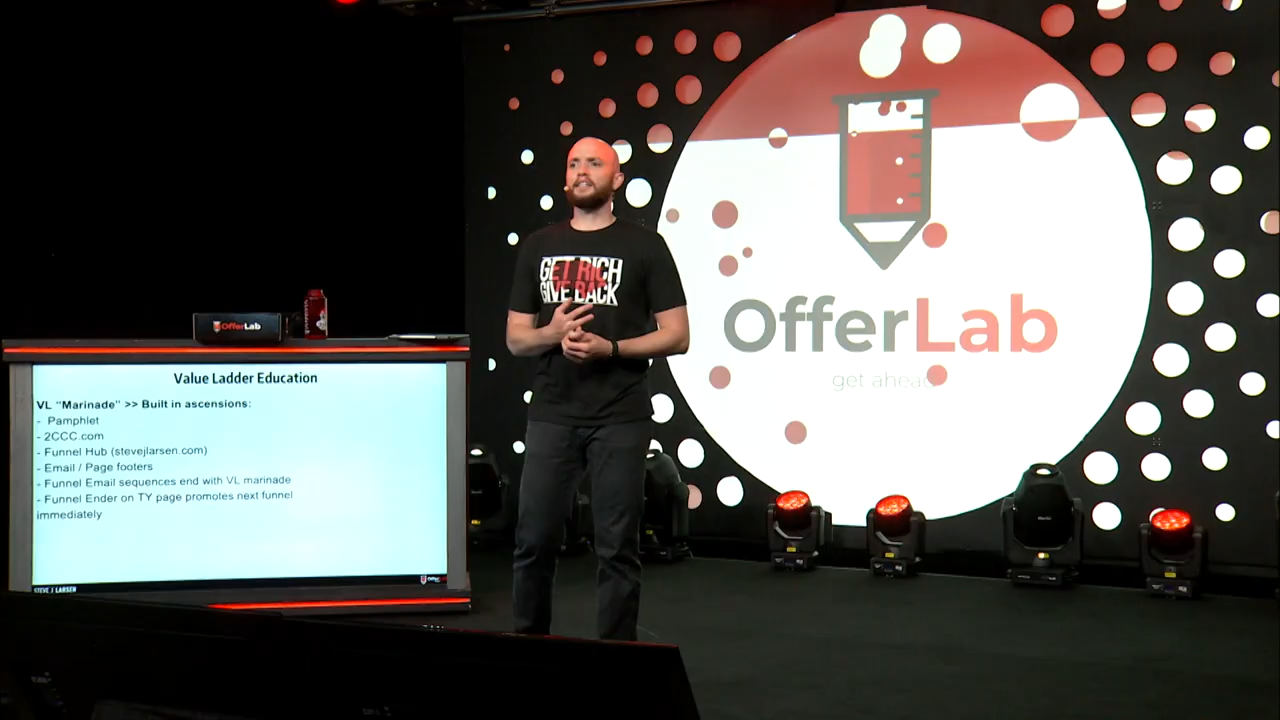 OfferLab
get ahead
GET RICH
GIVE BACK
OfferLab
Value Ladder Education
VL "Marinade" >> Built in ascensions:
- Pamphlet
- 2CCC.com
- Funnel Hub (stevejlarsen.com)
- Email / Page footers
- Funnel Email sequences end with VL marinade
- Funnel Ender on TY page promotes next funnel
immediately
STEVE J LARSEN